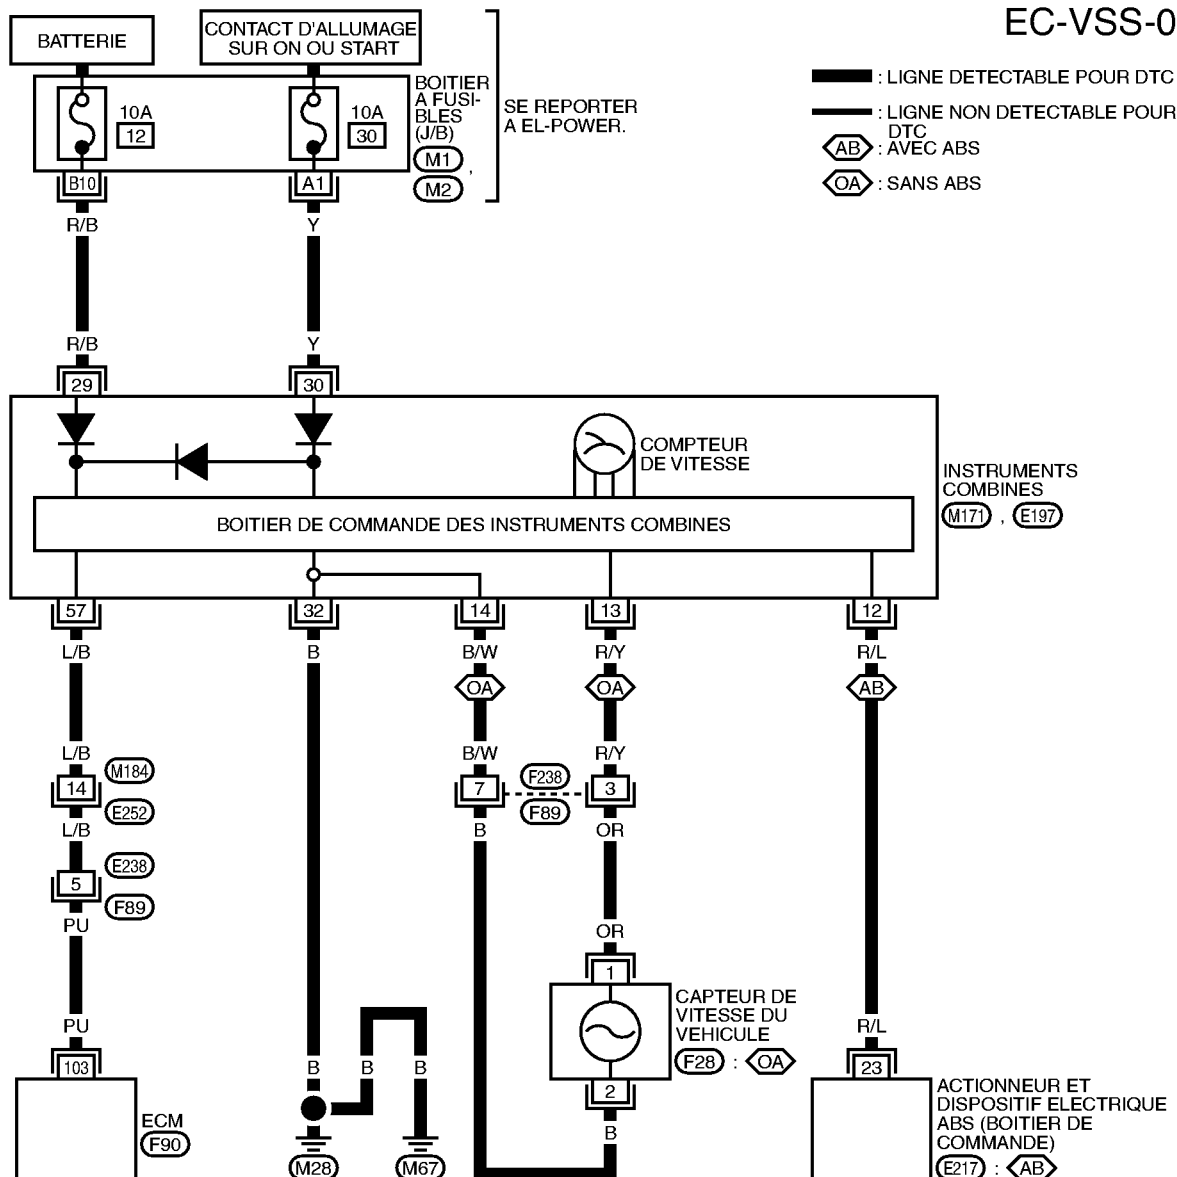 EC-VSS-0
BATTERIE
CONTACT D'ALLUMAGE
SUR ON OU START
: LIGNE DETECTABLE POUR DTC
: LIGNE NON DETECTABLE POUR
DTC
AB : AVEC ABS
OA : SANS ABS
10A
12
10A
30
BOITIER
A FUSI-
BLES
(J/B)
M1 ,
M2
SE REPORTER
A EL-POWER.
B10
A1
R/B
Y
R/B
Y
29
30
COMPTEUR
DE VITESSE
INSTRUMENTS
COMBINES
M171 , E197
BOITIER DE COMMANDE DES INSTRUMENTS COMBINES
57
32
14
13
12
L/B
B
B/W
R/Y
R/L
OA
OA
AB
L/B
B/W
R/Y
14
M184
E252
7
F238
F89
3
L/B
B
OR
5
E238
F89
PU
OR
1
CAPTEUR DE
VITESSE DU
VEHICULE
F28 : OA
PU
R/L
103
B
B
B
2
23
ECM
F90
B
ACTIONNEUR ET
DISPOSITIF ELECTRIQUE
ABS (BOITIER DE
COMMANDE)
E217 : AB
M28
M67